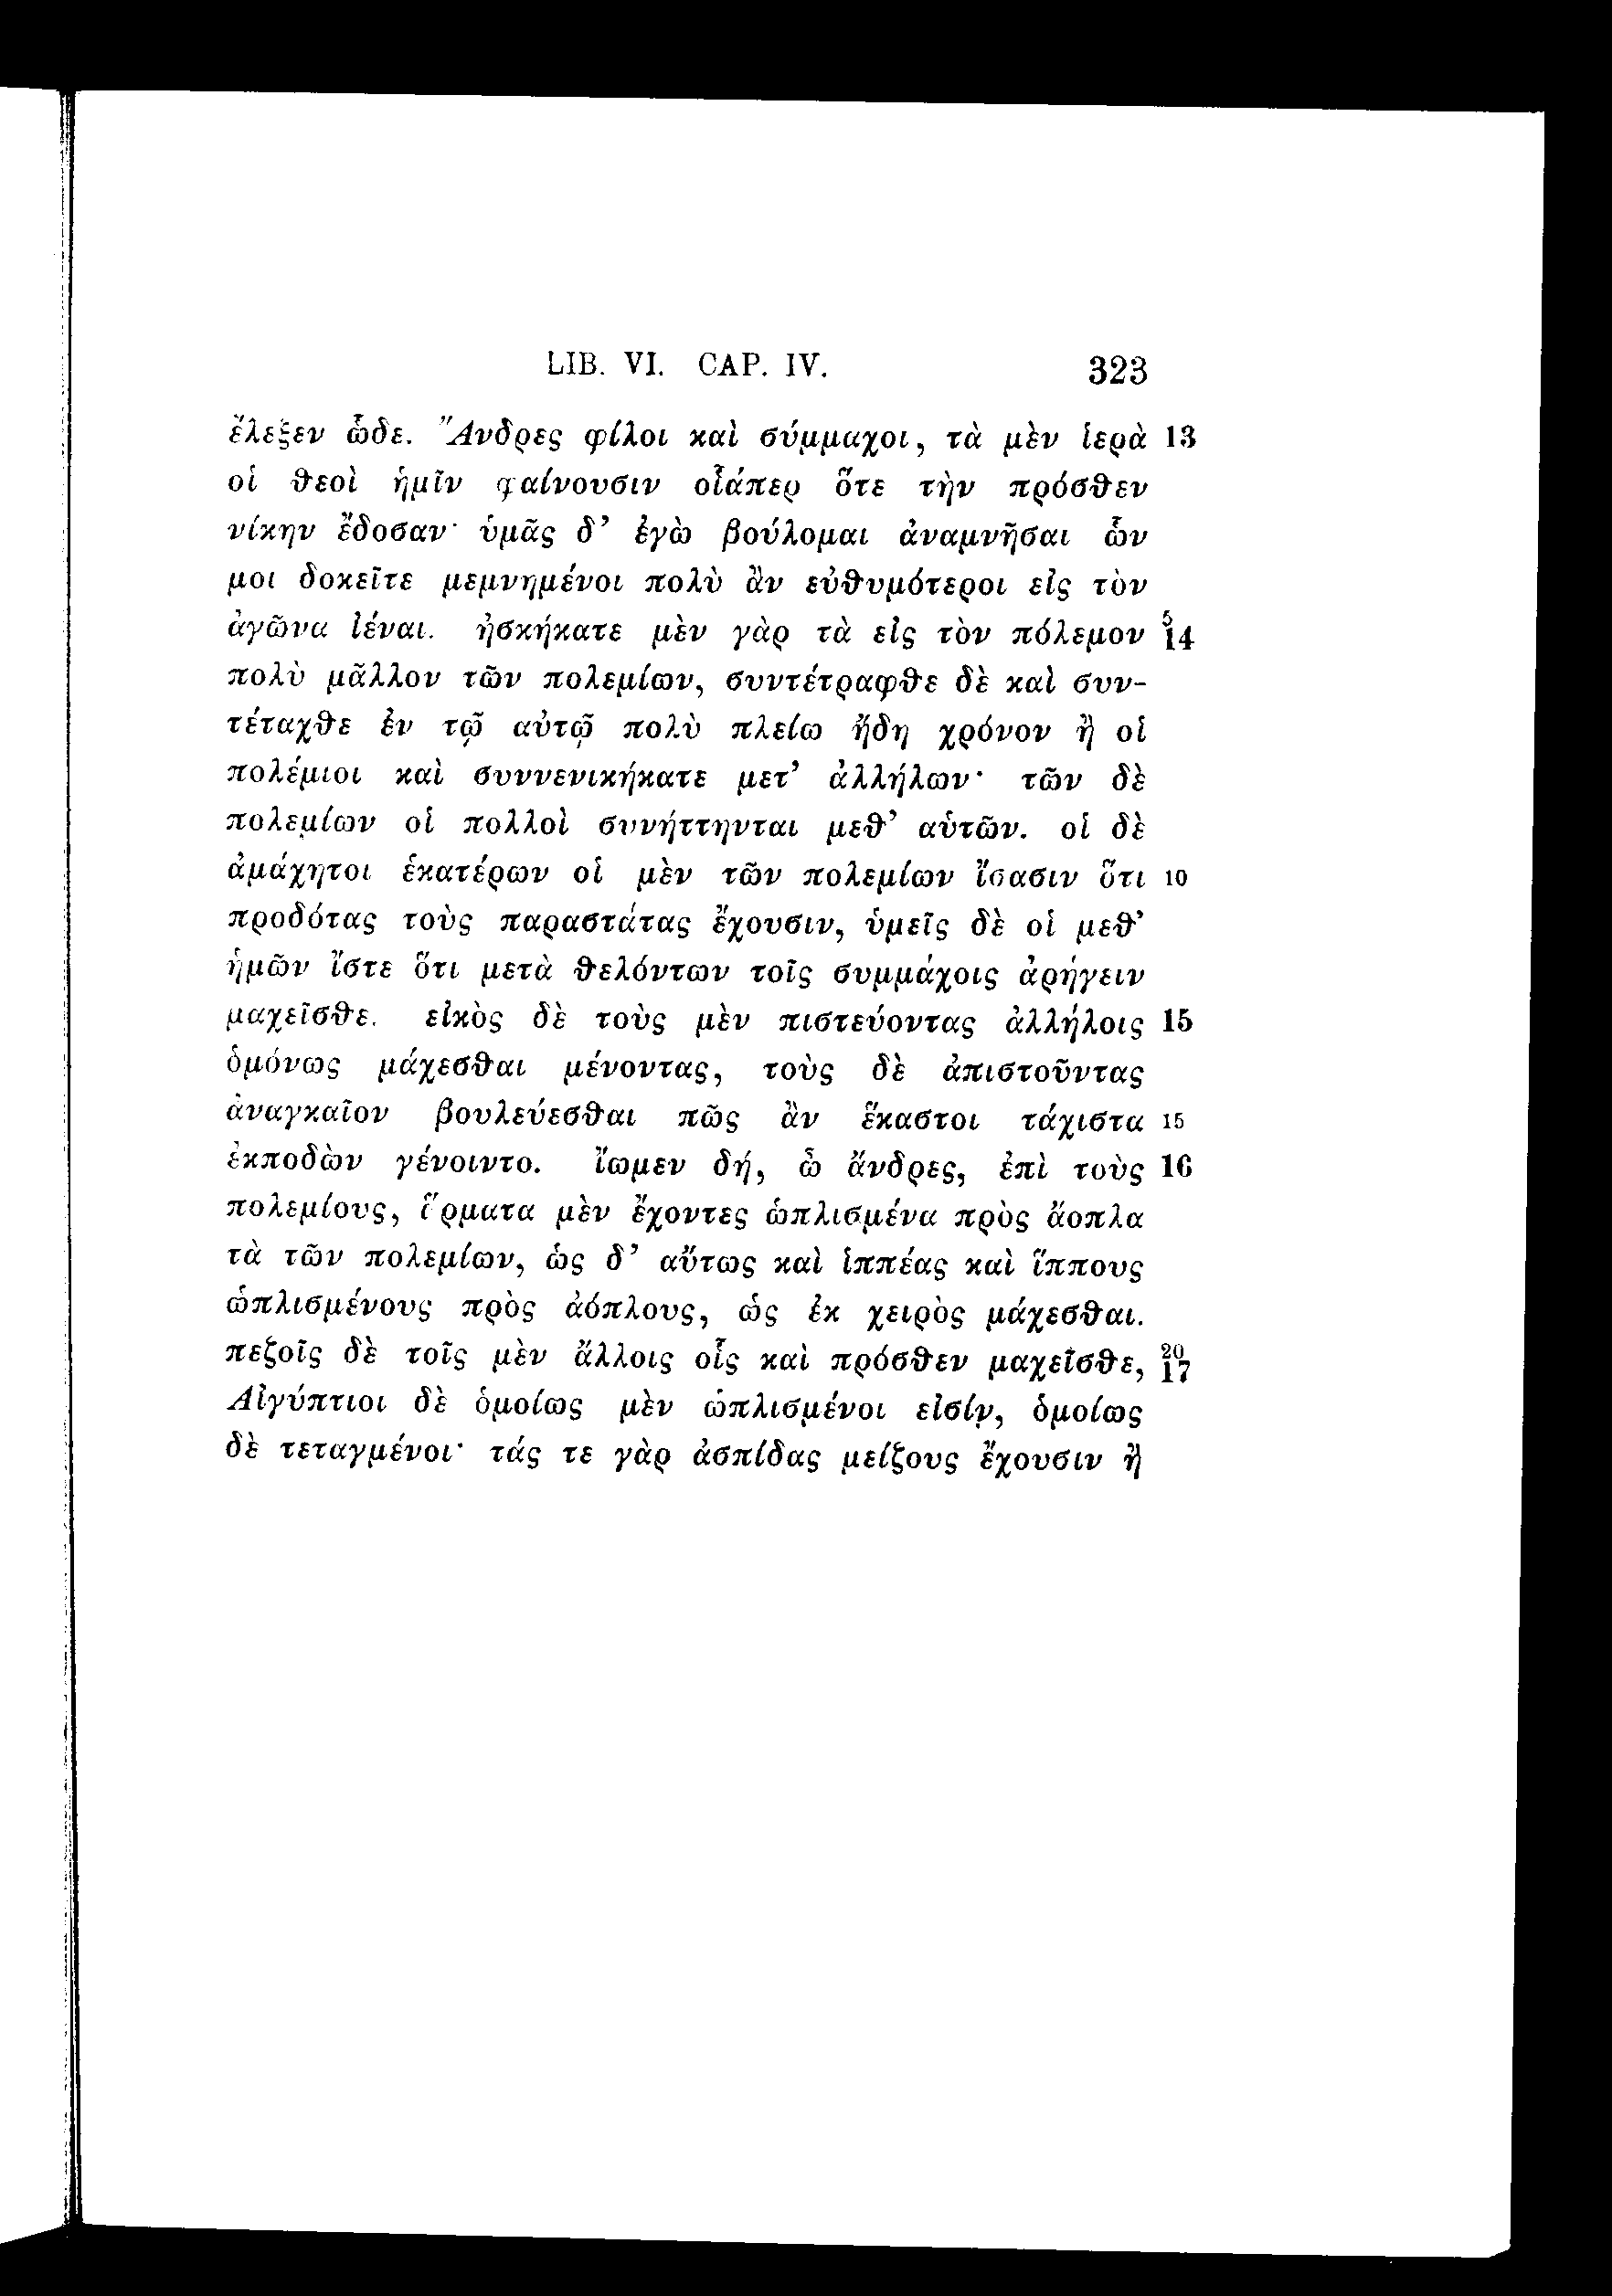 LIB. VI. CAP. IV. 323
ἔλεξεν ὧδε. Ἄνδρες φίλοι καὶ σύμμαχοι, τὰ μὲν ἱερὰ 13
οἱ θεοὶ ἡμῖν φαίνουσιν οἷάπερ ὅτε τὴν πρόσθεν
νίκην ἔδοσαν· ὑμᾶς δ’ ἐγὼ βούλομαι ἀναμνῆσαι ὧν
μοι δοκεῖτε μεμνημένοι πολὺ ἂν εὐθυμότεροι εἰς τὸν
ἀγῶνα ἰέναι. ἠσκήκατε μὲν γὰρ τὰ εἰς τὸν πόλεμον 5 14
πολὺ μᾶλλον τῶν πολεμίων, συντέτραφθε δὲ καὶ συν-
τέταχθε ἐν τῷ αὐτῷ πολὺ πλείω ἤδη χρόνον ἢ οἱ
πολέμιοι καὶ συννενικήκατε μετ’ ἀλλήλων· τῶν δὲ
πολεμίων οἱ πολλοὶ συνήττηνται μεθ’ αὑτῶν. οἱ δὲ
ἀμάχητοι ἑκατέρων οἱ μὲν τῶν πολεμίων ἴσασιν ὅτι 10
προδότας τοὺς παραστάτας ἔχουσιν, ὑμεῖς δὲ οἱ μεθ’
ἡμῶν ἴστε ὅτι μετὰ θελόντων τοῖς συμμάχοις ἀρήγειν
μαχεῖσθε. εἰκὸς δὲ τοὺς μὲν πιστεύοντας ἀλλήλοις 15
ὁμόνως μάχεσθαι μένοντας, τοὺς δὲ ἀπιστοῦντας
ἀναγκαῖον βουλεύεσθαι πῶς ἂν ἕκαστοι τάχιστα 15
ἐκποδὼν γένοιντο. ἴωμεν δή, ὦ ἄνδρες, ἐπὶ τοὺς 16
πολεμίους, ἅρματα μὲν ἔχοντες ὡπλισμένα πρὸς ἄοπλα
τὰ τῶν πολεμίων, ὡς δ’ αὔτως καὶ ἱππέας καὶ ἵππους
ὡπλισμένους πρὸς ἀόπλους, ὡς ἐκ χειρὸς μάχεσθαι.
πεζοῖς δὲ τοῖς μὲν ἄλλοις οἷς καὶ πρόσθεν μαχεῖσθε, 20 17
Αἰγύπτιοι δὲ ὁμοίως μὲν ὡπλισμένοι εἰσίν, ὁμοίως
δὲ τεταγμένοι· τάς τε γὰρ ἀσπίδας μείζους ἔχουσιν ἢ